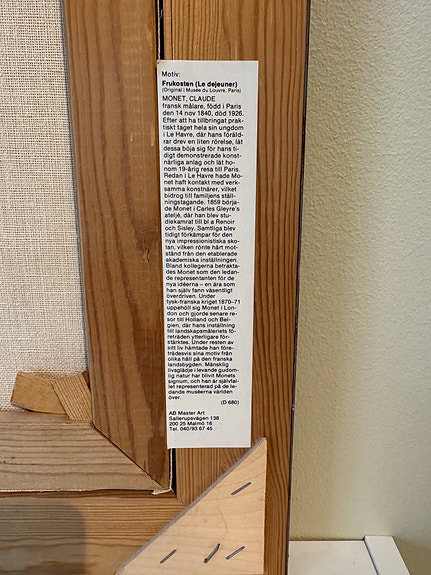 Motiv:
Frukosten (Le dejeuner)
(Original i Musée du Louvre, Paris)
MONET, CLAUDE
fransk målare, född i Paris
den 14 nov 1840, död 1926.
Efter att ha tillbringat prak-
tiskt taget hela sin ungdom
i Le Havre, där hans föräld-
rar drev en liten rörelse, lät
dessa böja sig för hans ti-
digt demonstrerade konst-
närliga anlag och lät ho-
nom 19-årig resa till Paris.
Redan i Le Havre hade Mo-
net haft kontakt med verk-
samma konstnärer, vilket
bidrog till familjens ställ-
ningstagande. 1859 börja-
de Monet i Carles Gleyre's
ateljé, där han blev stu-
diekamrat till bl a Renoir
och Sisley. Samtliga blev
tidigt förkämpar för den
nya impressionistiska sko-
lan, vilken rönte hårt mot-
stånd från den etablerade
akademiska inställningen.
Bland kollegerna betrakta-
des Monet som den ledan-
de representanten för de
nya idéerna – en ära som
han själv fann väsentligt
överdriven. Under
tysk-franska kriget 1870–71
uppehöll sig Monet i Lon-
don och gjorde senare re-
sor till Holland och Bel-
gien, där hans inställning
till landskapsmåleriets fö-
reträden ytterligare för-
stärktes. Under resten av
sitt liv hämtade han före-
trädesvis sina motiv från
olika håll på den franska
landsbygden. Mänsklig
livsglädje i levande gudom-
lig natur har blivit Monets
signum, och han är självfal-
let representerad på de le-
dande muséerna världen
över.
(D 680)
AB Master Art
Sallerupsvägen 138
200 25 Malmö 16
Tel. 040/93 67 45